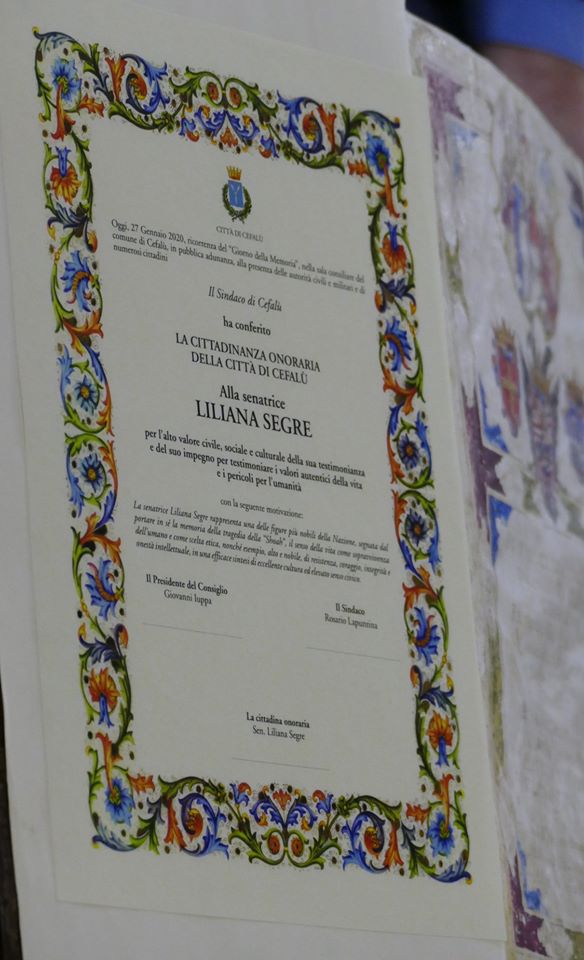 CITTÀ DI CEFALÙ
Oggi, 27 Gennaio 2020, ricorrenza del "Giorno della Memoria", nella sala consiliare del
comune di Cefalù, in pubblica adunanza, alla presenza delle autorità civili e militari e di
numerosi cittadini
Il Sindaco di Cefalù
ha conferito
LA CITTADINANZA ONORARIA
DELLA CITTÀ DI CEFALÙ
Alla senatrice
LILIANA SEGRE
per l'alto valore civile, sociale e culturale della sua testimonianza
e del suo impegno per testimoniare i valori autentici della vita
e i pericoli per l'umanità
con la seguente motivazione:
La senatrice Liliana Segre rappresenta una delle figure più nobili della Nazione, segnata dal
portare in sé la memoria della tragedia della "Shoah", il senso della vita come sopravvivenza
dell'umano e come scelta etica, nonché esempio, alto e nobile, di resistenza, coraggio, integrità e
onestà intellettuale, in una efficace sintesi di eccellente cultura ed elevato senso civico.
Il Presidente del Consiglio
Giovanni Iuppa
Il Sindaco
Rosario Lapunzina
La cittadina onoraria
Sen. Liliana Segre